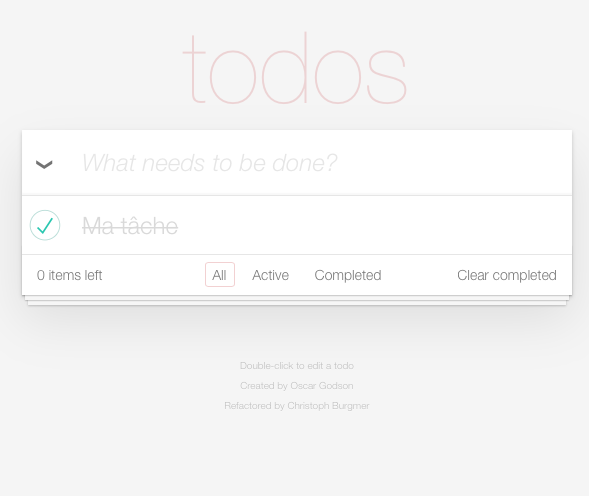 todos
What needs to be done?
Ma tâche
0 items left All Active Completed Clear completed
Double-click to edit a todo
Created by Oscar Godson
Refactored by Christoph Burgmer